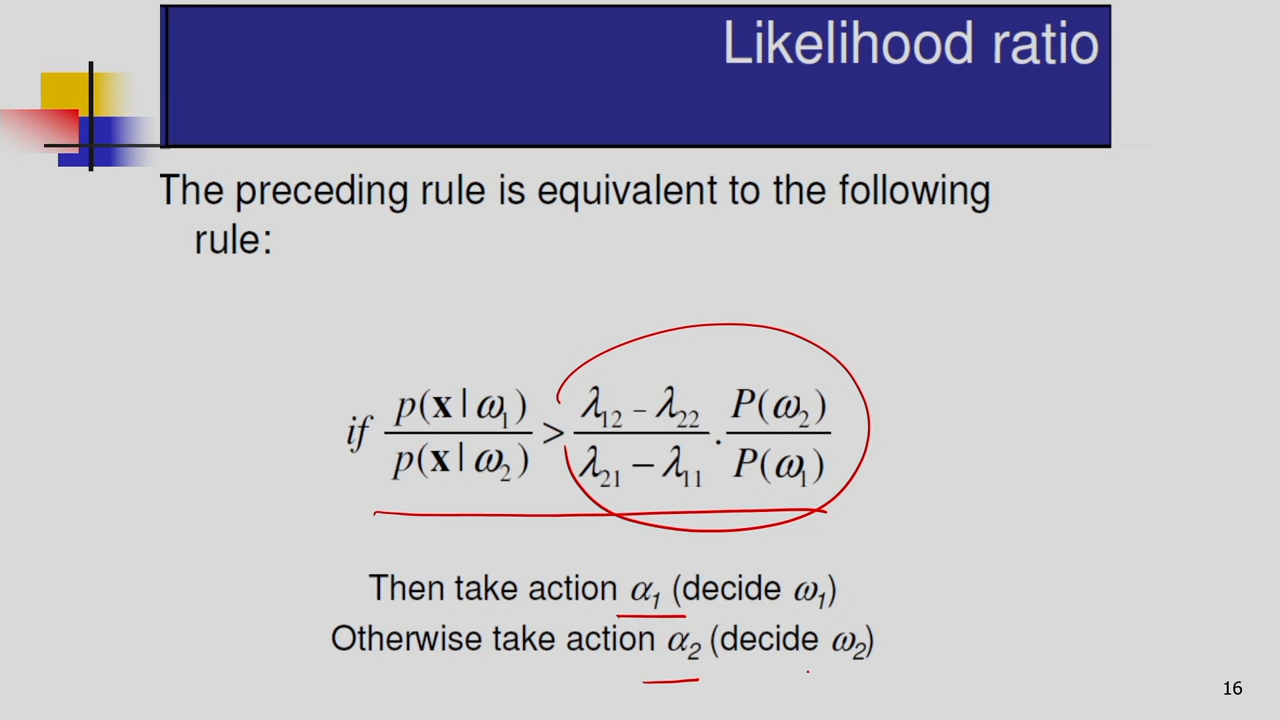 Likelihood ratio
The preceding rule is equivalent to the following
rule:
if p(x | ω₁) / p(x | ω₂) > (λ₁₂ - λ₂₂) / (λ₂₁ - λ₁₁) . P(ω₂) / P(ω₁)
Then take action α₁ (decide ω₁)
Otherwise take action α₂ (decide ω₂)
16